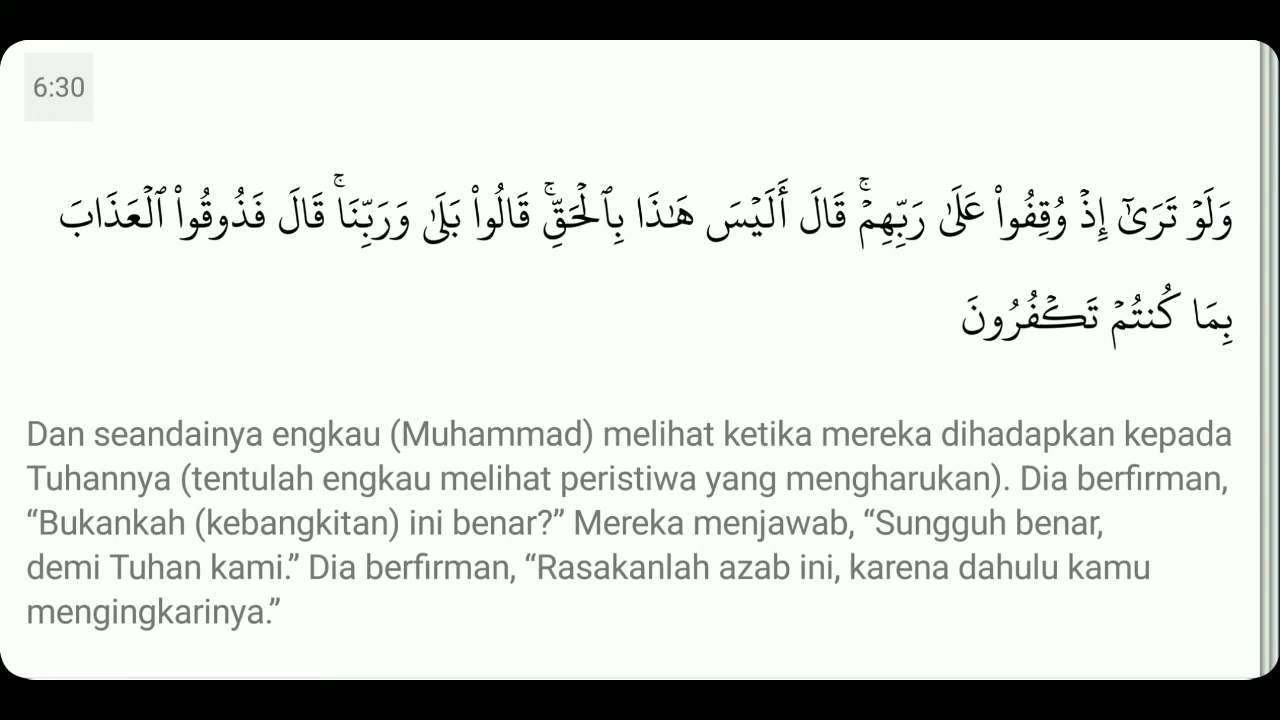 6:30
وَلَوۡ تَرَىٰٓ إِذۡ وُقِفُواْ عَلَىٰ رَبِّهِمۡۚ قَالَ أَلَيۡسَ هَٰذَا بِٱلۡحَقِّۚ قَالُواْ بَلَىٰ وَرَبِّنَاۚ قَالَ فَذُوقُواْ ٱلۡعَذَابَ
بِمَا كُنتُمۡ تَكۡفُرُونَ
Dan seandainya engkau (Muhammad) melihat ketika mereka dihadapkan kepada
Tuhannya (tentulah engkau melihat peristiwa yang mengharukan). Dia berfirman,
“Bukankah (kebangkitan) ini benar?” Mereka menjawab, “Sungguh benar,
demi Tuhan kami.” Dia berfirman, “Rasakanlah azab ini, karena dahulu kamu
mengingkarinya.”